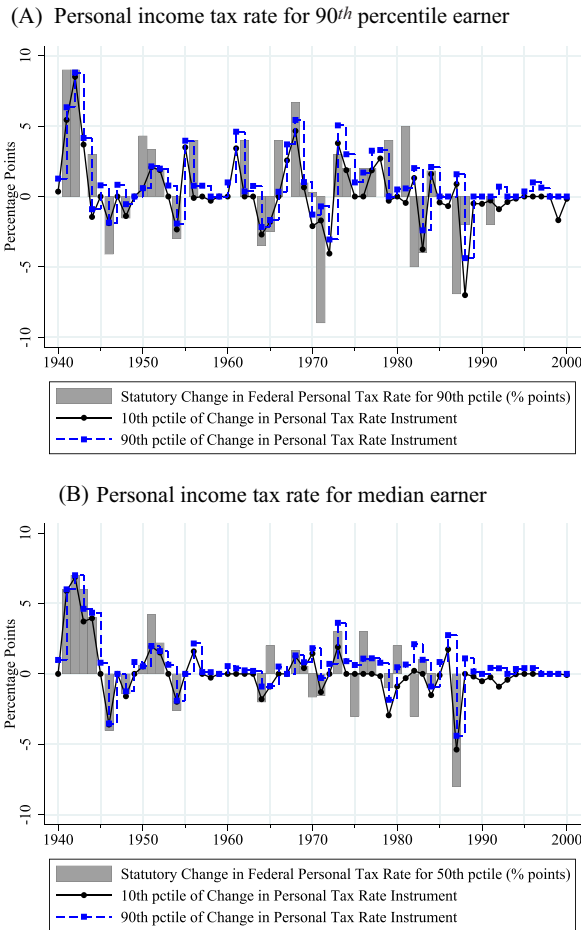 (A) Personal income tax rate for 90th percentile earner
Percentage Points
10
5
0
-5
-10
1940 1950 1960 1970 1980 1990 2000
Statutory Change in Federal Personal Tax Rate for 90th pctile (% points)
10th pctile of Change in Personal Tax Rate Instrument
90th pctile of Change in Personal Tax Rate Instrument
(B) Personal income tax rate for median earner
Percentage Points
10
5
0
-5
-10
1940 1950 1960 1970 1980 1990 2000
Statutory Change in Federal Personal Tax Rate for 50th pctile (% points)
10th pctile of Change in Personal Tax Rate Instrument
90th pctile of Change in Personal Tax Rate Instrument